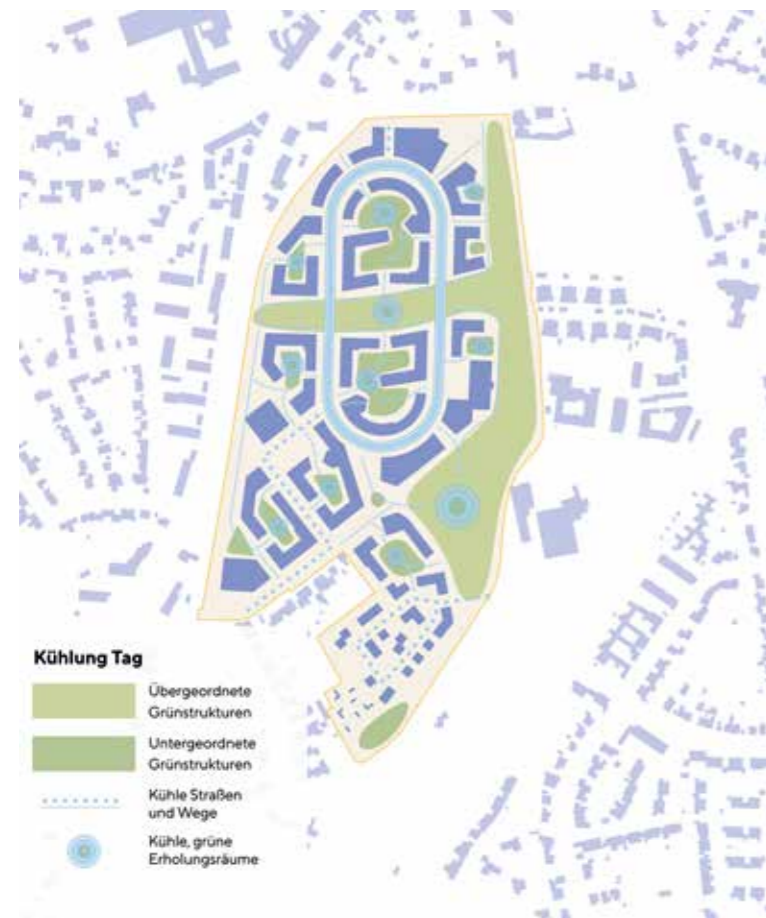 Kühlung Tag
Übergeordnete
Grünstrukturen
Untergeordnete
Grünstrukturen
Kühle Straßen
und Wege
Kühle, grüne
Erholungsräume